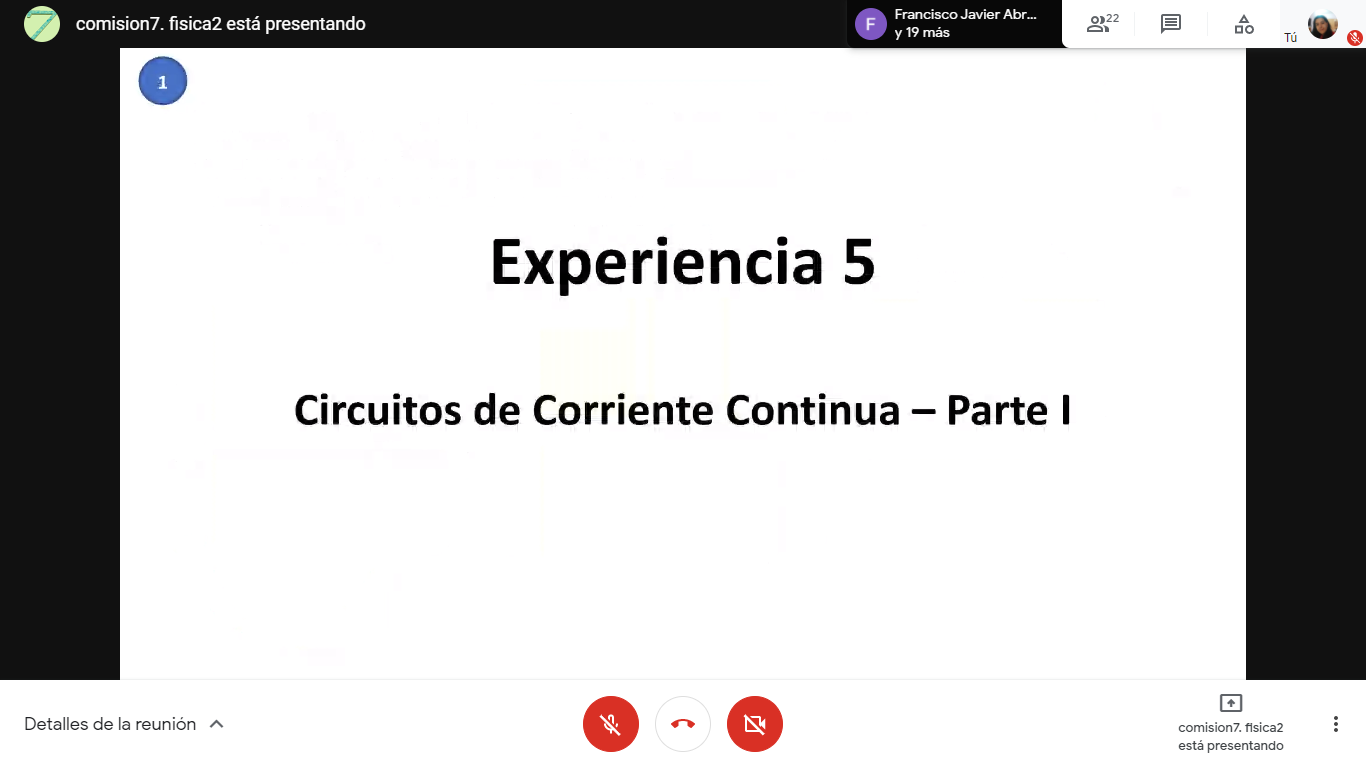 comision7. fisica2 está presentando
Francisco Javier Abr...
y 19 más
22
Tú
1
Experiencia 5
Circuitos de Corriente Continua – Parte I
Detalles de la reunión
comision7. fisica2
está presentando